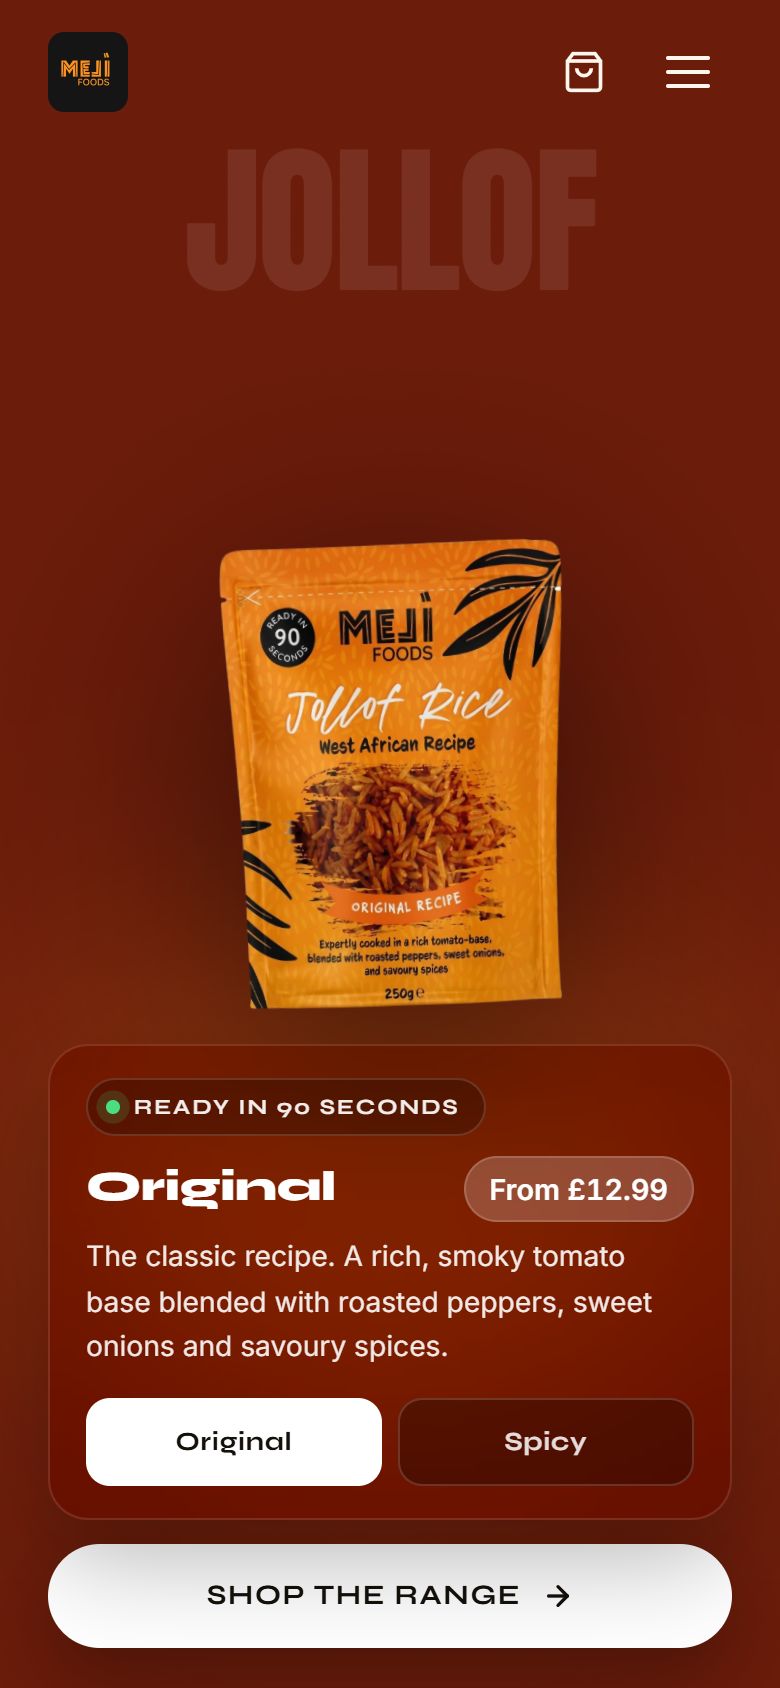 MEJÌ
FOODS
JOLLOF
READY IN
90
SECONDS
MEJÌ
FOODS
Jollof Rice
West African Recipe
ORIGINAL RECIPE
Expertly cooked in a rich tomato-base,
blended with roasted peppers, sweet onions,
and savoury spices
250g℮
READY IN 90 SECONDS
Original
From £12.99
The classic recipe. A rich, smoky tomato
base blended with roasted peppers, sweet
onions and savoury spices.
Original
Spicy
SHOP THE RANGE →